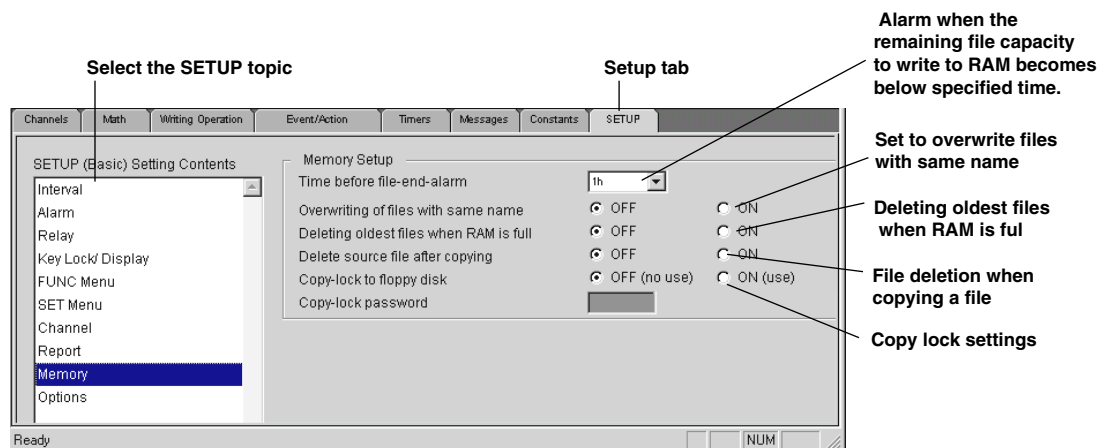 Alarm when the
remaining file capacity
to write to RAM becomes
below specified time.
Select the SETUP topic
Setup tab
Channels Math Writing Operation Event/Action Timers Messages Constants SETUP
Set to overwrite files
with same name
SETUP (Basic) Setting Contents
Interval
Alarm
Relay
Key Lock/ Display
FUNC Menu
SET Menu
Channel
Report
Memory
Options
Memory Setup
Time before file-end-alarm 1h
Overwriting of files with same name OFF ON
Deleting oldest files when RAM is full OFF ON
Delete source file after copying OFF ON
Copy-lock to floppy disk OFF (no use) ON (use)
Copy-lock password
Deleting oldest files
when RAM is ful
File deletion when
copying a file
Copy lock settings
Ready NUM